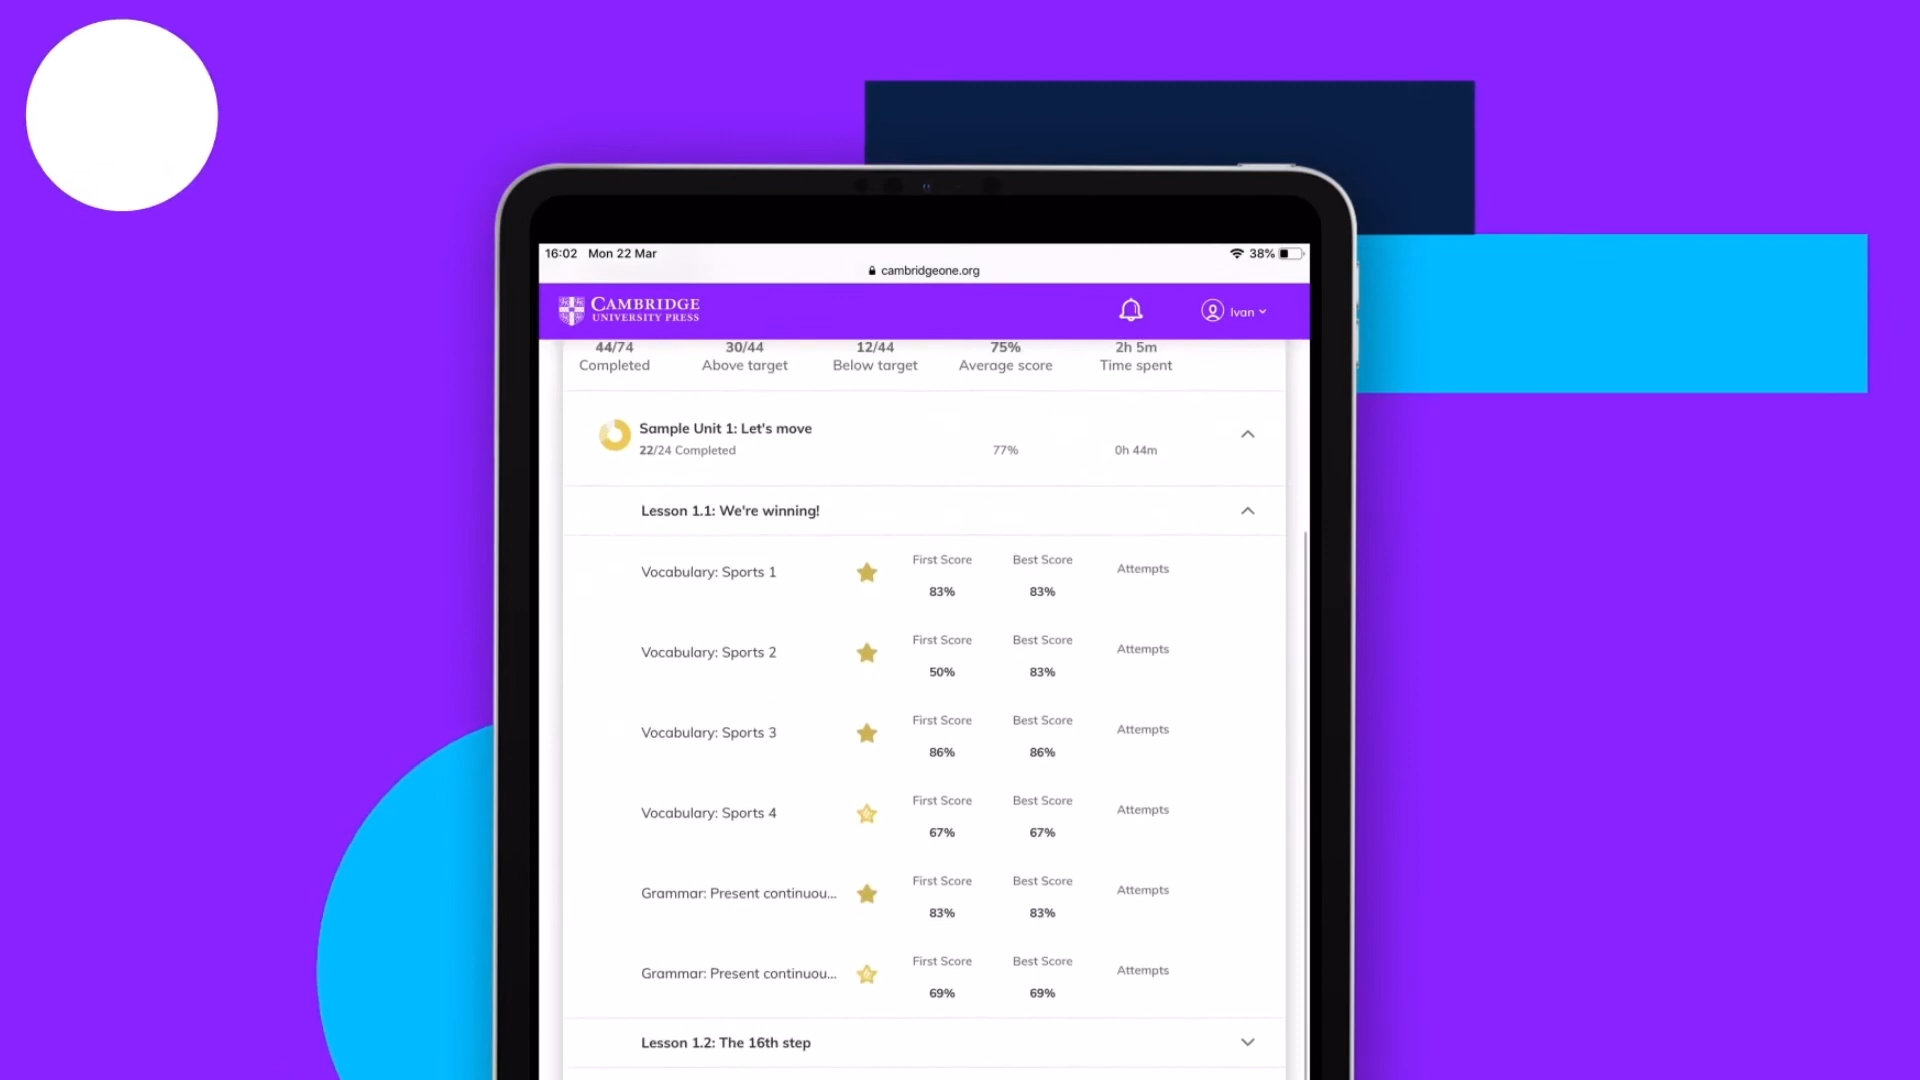 16:02 Mon 22 Mar 38%
cambridgeone.org
CAMBRIDGE
UNIVERSITY PRESS
Ivan
44/74 30/44 12/44 75% 2h 5m
Completed Above target Below target Average score Time spent
Sample Unit 1: Let's move
22/24 Completed 77% 0h 44m
Lesson 1.1: We're winning!
Vocabulary: Sports 1 First Score Best Score Attempts
83% 83%
Vocabulary: Sports 2 First Score Best Score Attempts
50% 83%
Vocabulary: Sports 3 First Score Best Score Attempts
86% 86%
Vocabulary: Sports 4 First Score Best Score Attempts
67% 67%
Grammar: Present continuou... First Score Best Score Attempts
83% 83%
Grammar: Present continuou... First Score Best Score Attempts
69% 69%
Lesson 1.2: The 16th step